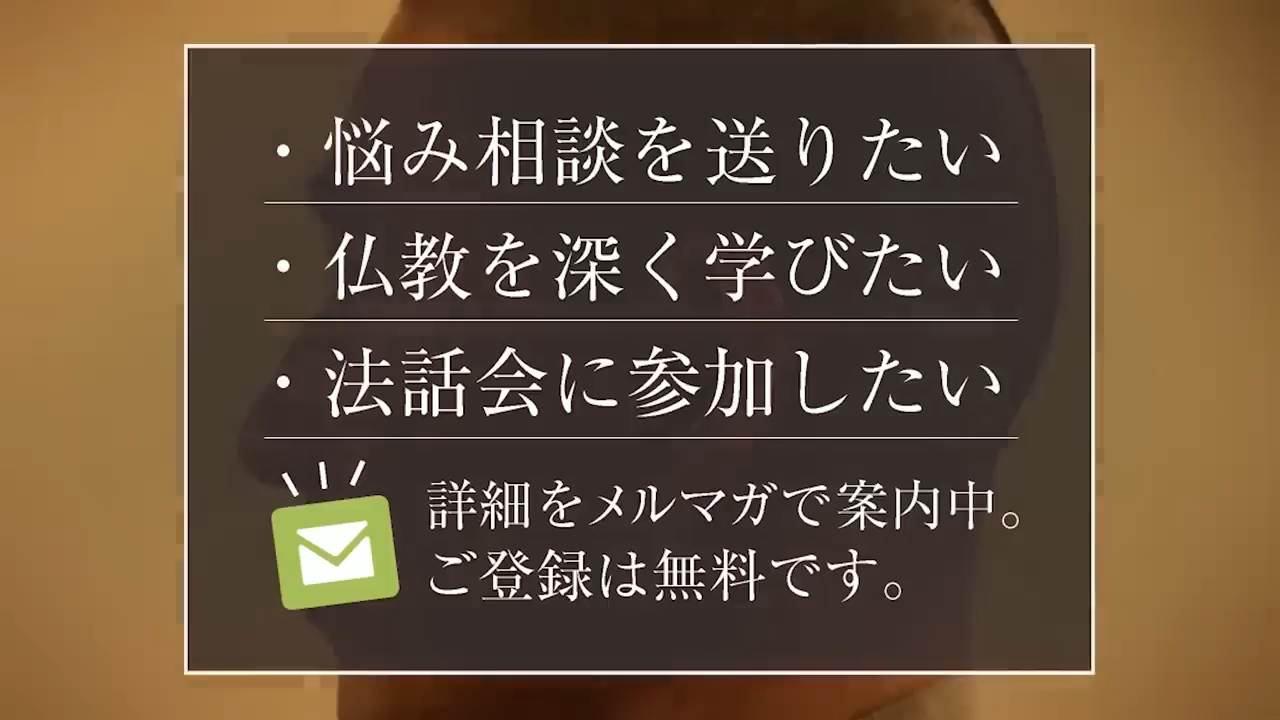 ・悩み相談を送りたい
・仏教を深く学びたい
・法話会に参加したい
詳細をメルマガで案内中。
ご登録は無料です。